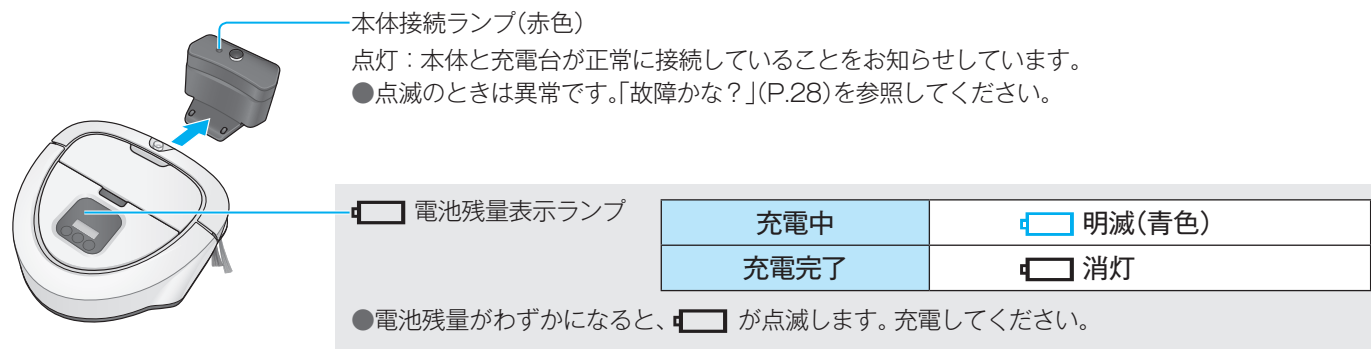 本体接続ランプ(赤色)
点灯:本体と充電台が正常に接続していることをお知らせしています。
●点滅のときは異常です。「故障かな?」(P.28)を参照してください。
電池残量表示ランプ
充電中 明滅(青色)
充電完了 消灯
●電池残量がわずかになると、 が点滅します。充電してください。